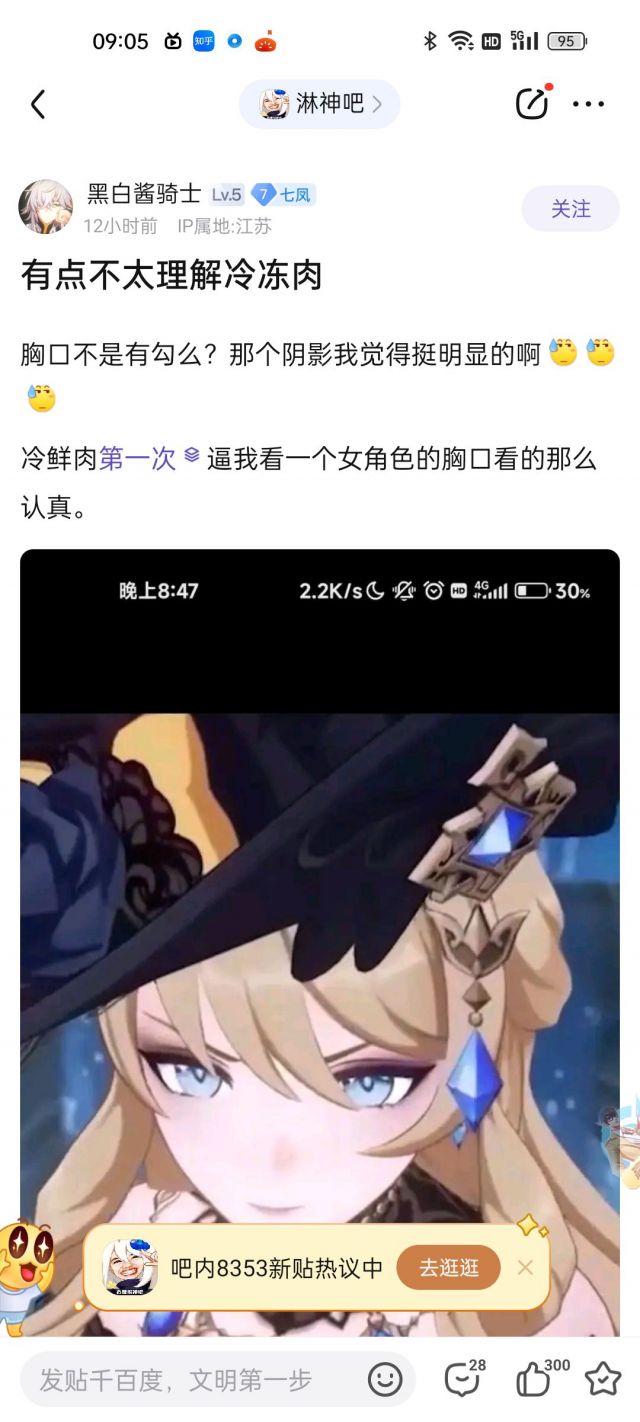 09:05 知乎 HD 5G 95
淋神吧
黑白酱骑士 Lv.5 7 七凤
12小时前 IP属地:江苏
关注
有点不太理解冷冻肉
胸口不是有勾么？那个阴影我觉得挺明显的啊
冷鲜肉第一次逼我看一个女角色的胸口看的那么
认真。
晚上8:47 2.2K/s HD 4G 30%
吧内8353新贴热议中 去逛逛
发贴千百度，文明第一步 28 300